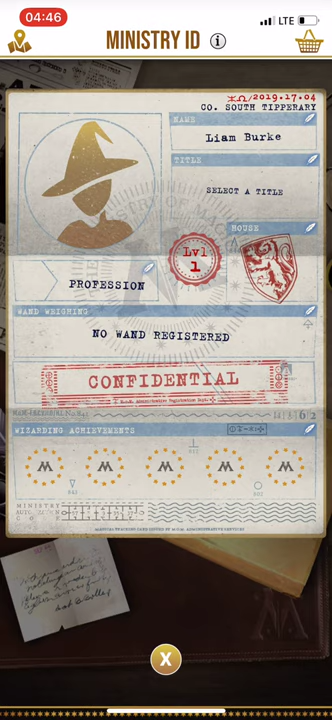 04:46
LTE
MINISTRY ID
2019.17.04
CO. SOUTH TIPPERARY
NAME
Liam Burke
TITLE
SELECT A TITLE
HOUSE
Lvl
1
PROFESSION
WAND WEIGHING
NO WAND REGISTERED
CONFIDENTIAL
WIZARDING ACHIEVEMENTS
MINISTRY
X